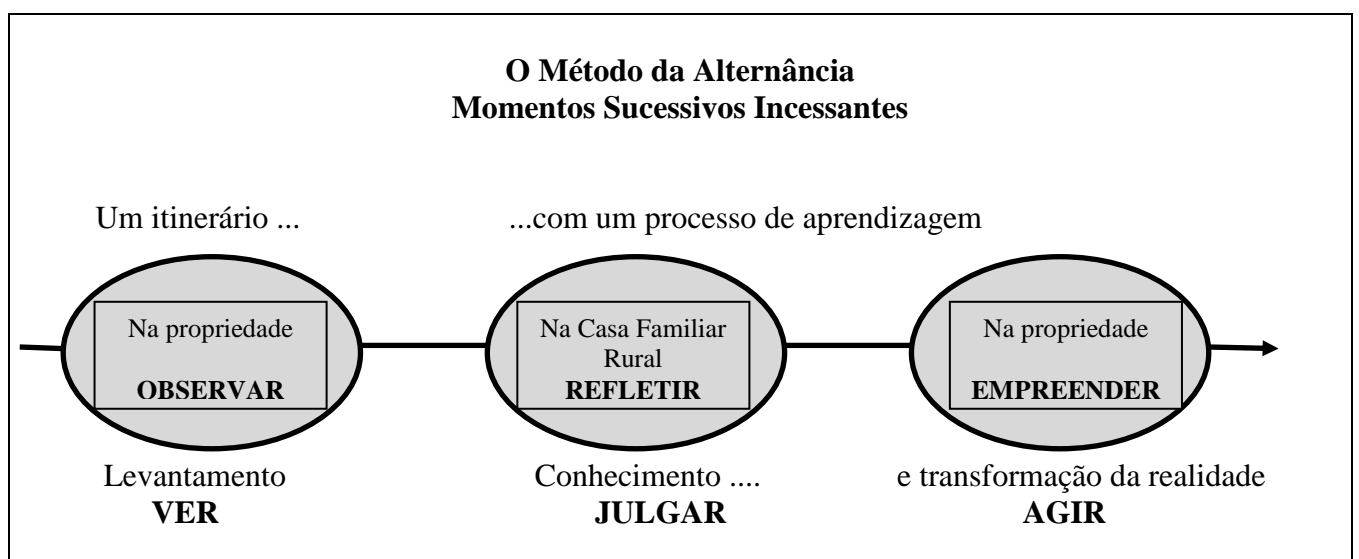 O Método da Alternância
Momentos Sucessivos Incessantes
Um itinerário ...
...com um processo de aprendizagem
Na propriedade
OBSERVAR
Na Casa Familiar
Rural
REFLETIR
Na propriedade
EMPREENDER
Levantamento
VER
Conhecimento ....
JULGAR
e transformação da realidade
AGIR